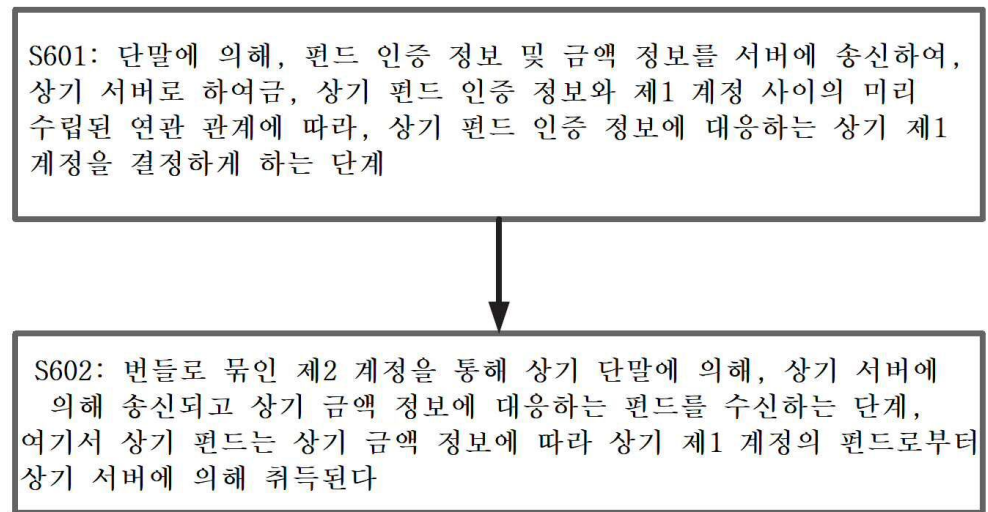 S601: 단말에 의해, 펀드 인증 정보 및 금액 정보를 서버에 송신하여,
상기 서버로 하여금, 상기 펀드 인증 정보와 제1 계정 사이의 미리
수립된 연관 관계에 따라, 상기 펀드 인증 정보에 대응하는 상기 제1
계정을 결정하게 하는 단계
S602: 번들로 묶인 제2 계정을 통해 상기 단말에 의해, 상기 서버에
의해 송신되고 상기 금액 정보에 대응하는 펀드를 수신하는 단계,
여기서 상기 펀드는 상기 금액 정보에 따라 상기 제1 계정의 펀드로부터
상기 서버에 의해 취득된다